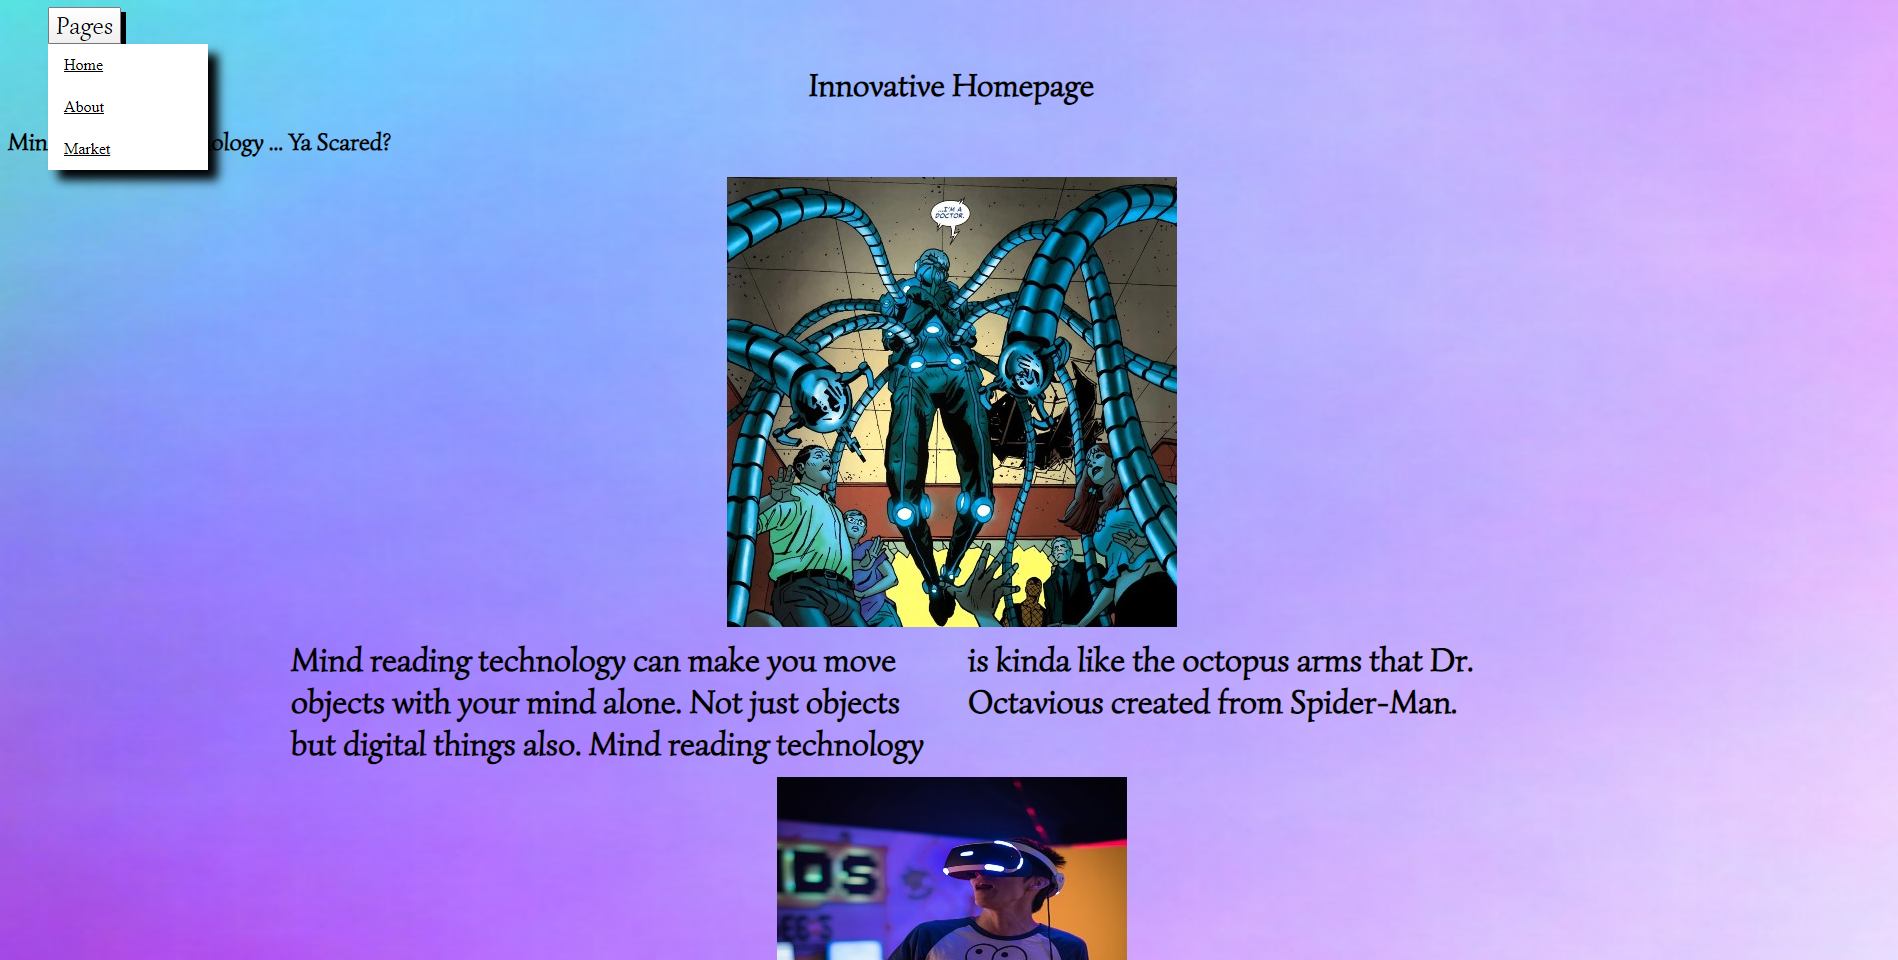 Pages
Home
About
Market
Innovative Homepage
Min ology ... Ya Scared?
...I'M A
DOCTOR.
Mind reading technology can make you move
objects with your mind alone. Not just objects
but digital things also. Mind reading technology
is kinda like the octopus arms that Dr.
Octavious created from Spider-Man.
IDS